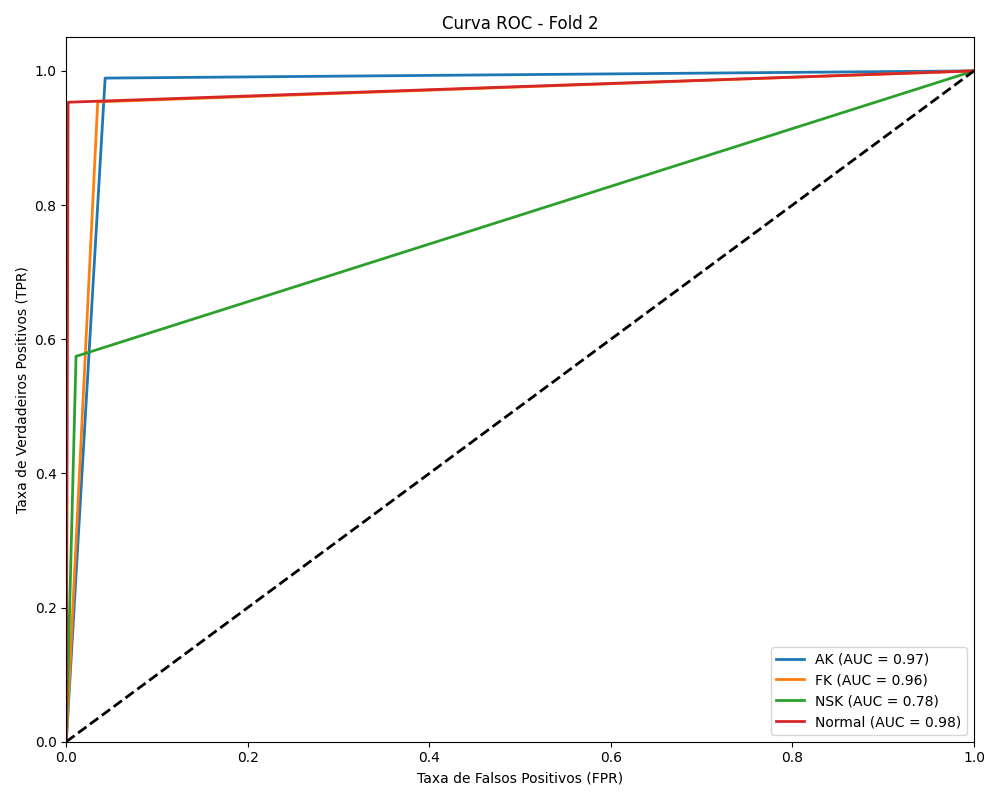 Curva ROC - Fold 2
Taxa de Verdadeiros Positivos (TPR)
1.0
0.8
0.6
0.4
0.2
0.0
0.0
0.2
0.4
0.6
0.8
1.0
Taxa de Falsos Positivos (FPR)
AK (AUC = 0.97)
FK (AUC = 0.96)
NSK (AUC = 0.78)
Normal (AUC = 0.98)